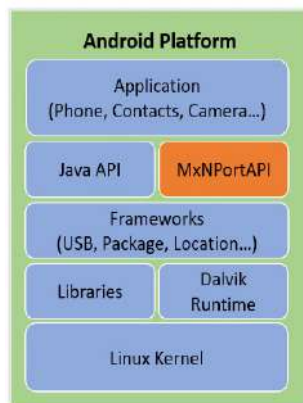 Android Platform
Application
(Phone, Contacts, Camera...)
Java API
MxNPortAPI
Frameworks
(USB, Package, Location...)
Libraries
Dalvik
Runtime
Linux Kernel